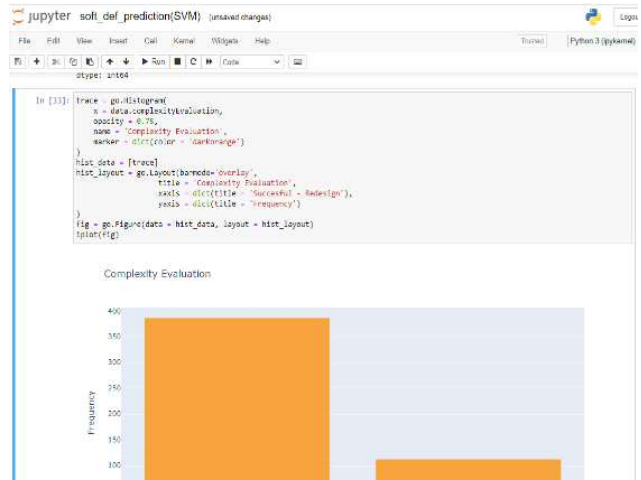 jupyter soft_def_prediction(SVM) (unsaved changes)
Logou
File Edit View Insert Cell Kernel Widgets Help
Trusted Python 3 (ipykernel)
Run Code
dtype: int64
In [33]: trace = go.Histogram(
x = data.complexityEvaluation,
opacity = 0.75,
name = 'Complexity Evaluation',
marker = dict(color = 'darkorange')
)
hist_data = [trace]
hist_layout = go.Layout(barmode='overlay',
title = 'Complexity Evaluation',
xaxis = dict(title = 'Succesful - Redesign'),
yaxis = dict(title = 'Frequency')
)
fig = go.Figure(data = hist_data, layout = hist_layout)
iplot(fig)
Complexity Evaluation
400
350
300
250
200
150
100
Frequency